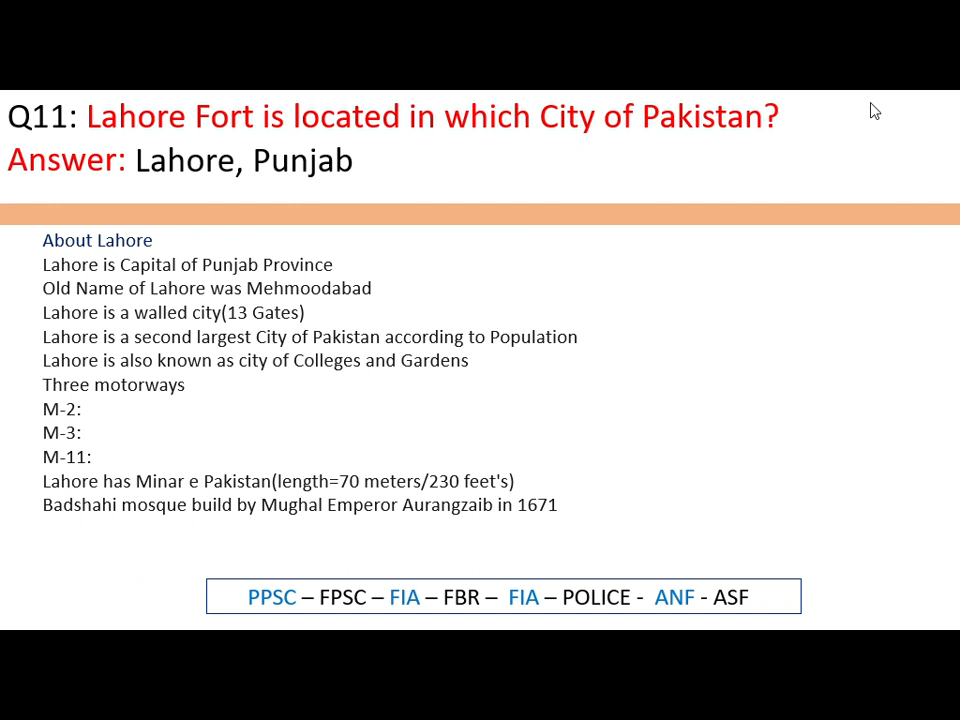 Q11: Lahore Fort is located in which City of Pakistan?
Answer: Lahore, Punjab
About Lahore
Lahore is Capital of Punjab Province
Old Name of Lahore was Mehmoodabad
Lahore is a walled city(13 Gates)
Lahore is a second largest City of Pakistan according to Population
Lahore is also known as city of Colleges and Gardens
Three motorways
M-2:
M-3:
M-11:
Lahore has Minar e Pakistan(length=70 meters/230 feet's)
Badshahi mosque build by Mughal Emperor Aurangzaib in 1671
PPSC – FPSC – FIA – FBR – FIA – POLICE - ANF - ASF